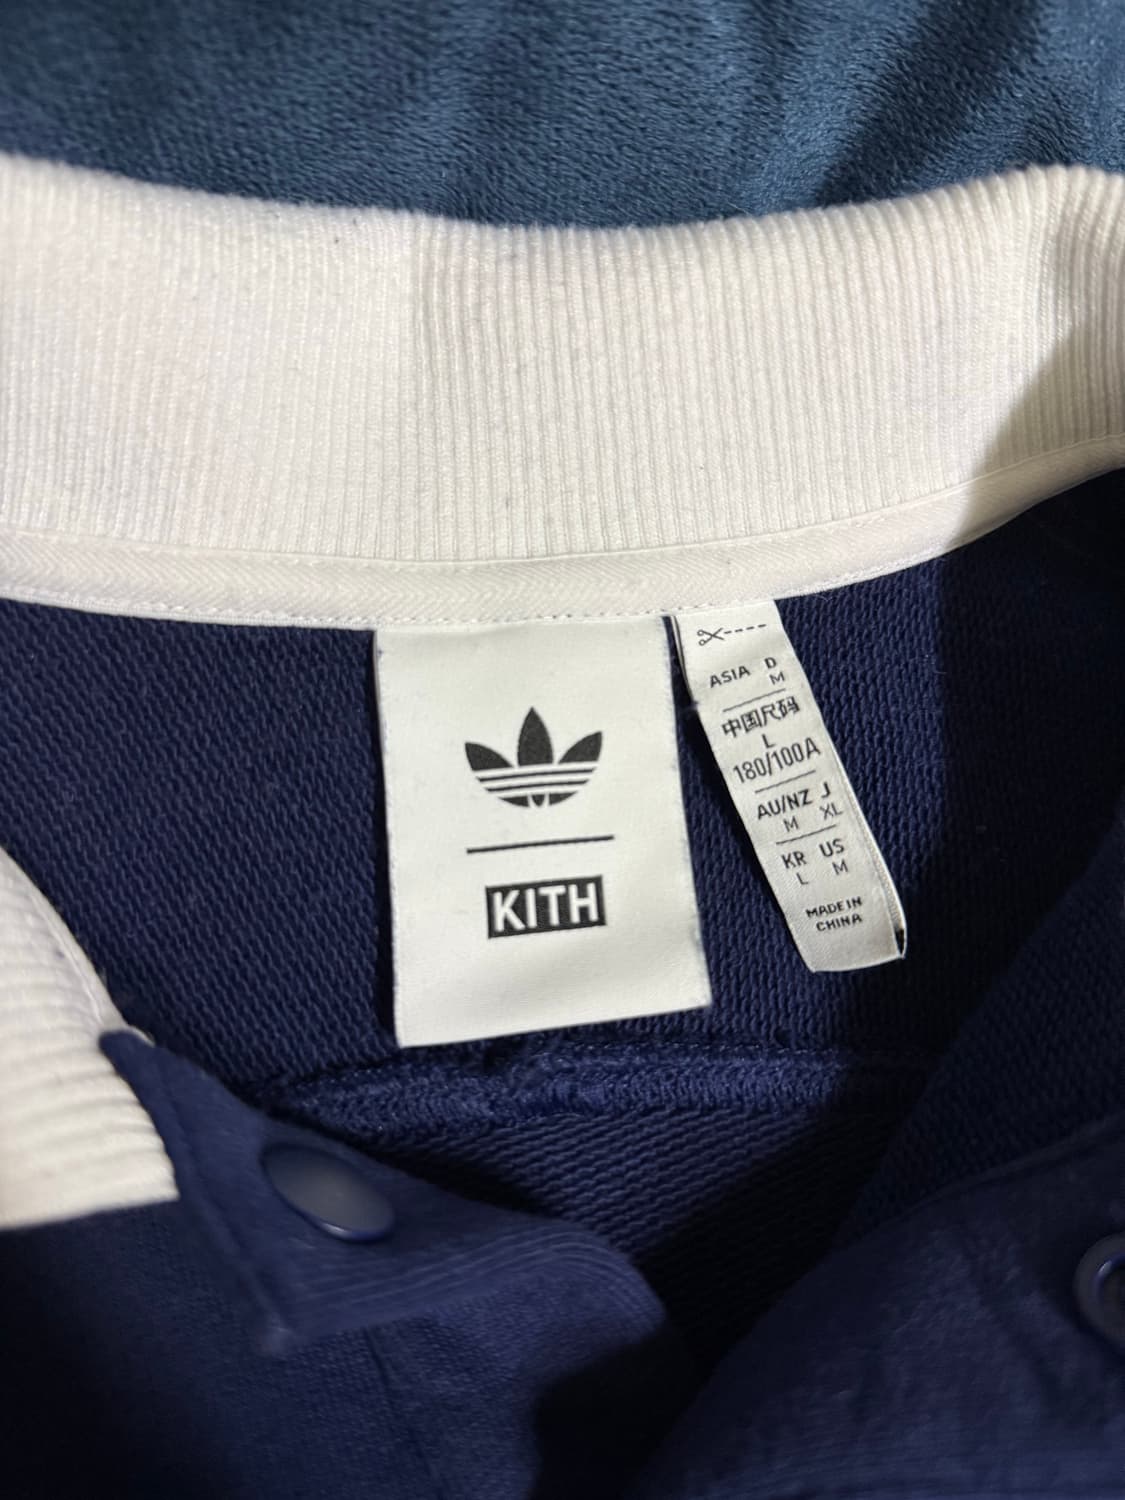 KITH
ASIA D
M
中国尺码
L
180/100A
AU/NZ J
M XL
KR US
L M
MADE IN
CHINA